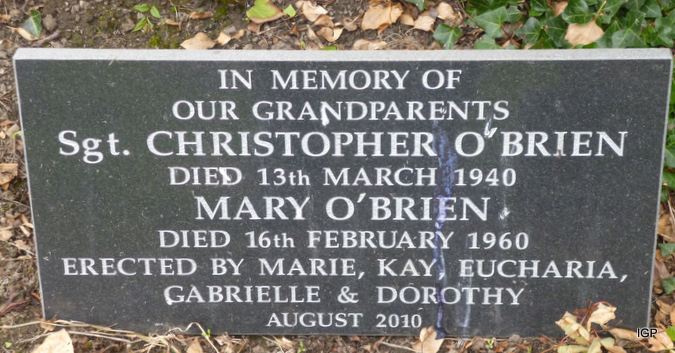 IN MEMORY OF
OUR GRANDPARENTS
Sgt. CHRISTOPHER O'BRIEN
DIED 13th MARCH 1940
MARY O'BRIEN
DIED 16th FEBRUARY 1960
ERECTED BY MARIE, KAY, EUCHARIA,
GABRIELLE & DOROTHY
AUGUST 2010
IGP